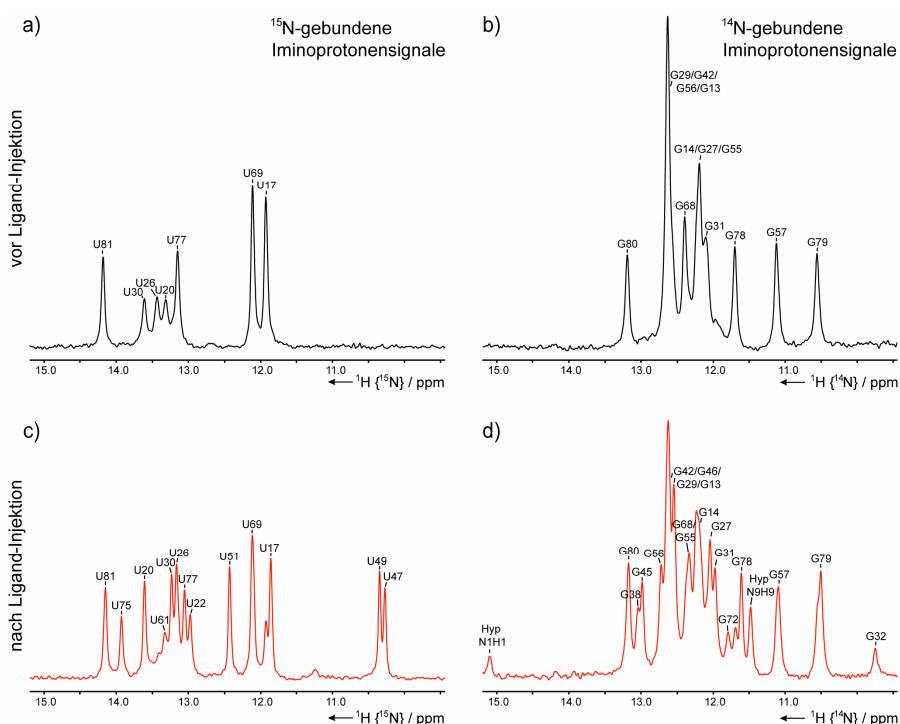 a)
¹⁵N-gebundene
Iminoprotonensignale
b)
¹⁴N-gebundene
Iminoprotonensignale
vor Ligand-Injektion
U81
U30
U26
U20
U77
U69
U17
15.0 14.0 13.0 12.0 11.0
¹H {¹⁵N} / ppm
G80
G29/G42/
G56/G13
G68
G14/G27/G55
G31
G78
G57
G79
15.0 14.0 13.0 12.0 11.0
¹H {¹⁴N} / ppm
c)
d)
nach Ligand-Injektion
U81
U75
U20
U61
U30
U26
U77
U22
U51
U69
U17
U49
U47
15.0 14.0 13.0 12.0 11.0
¹H {¹⁵N} / ppm
Hyp
N1H1
G80
G38
G45
G56
G42/G46/
G29/G13
G68/
G55
G14
G27
G31
G72
G78
Hyp
N9H9
G57
G79
G32
15.0 14.0 13.0 12.0 11.0
¹H {¹⁴N} / ppm